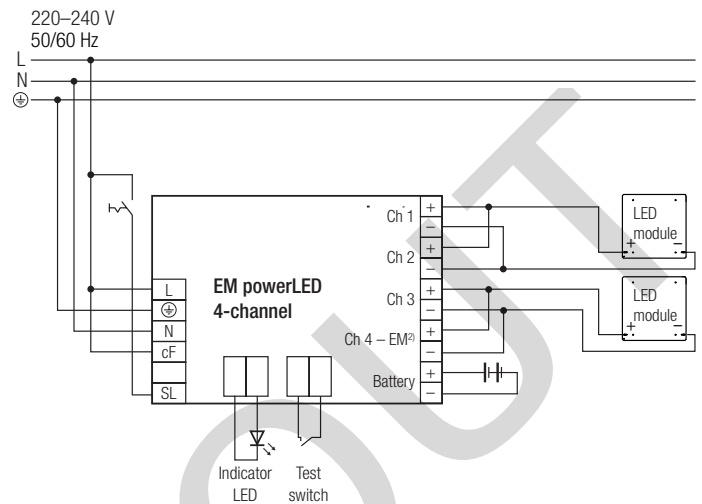 220–240 V
50/60 Hz
L
N
Ch 1
+
–
Ch 2
+
–
LED
module
+ –
L
EM powerLED
4-channel
Ch 3
+
–
LED
module
+ –
N
Ch 4 – EM²⁾
+
–
cF
Battery
+
–
SL
Indicator
LED
Test
switch
OUT